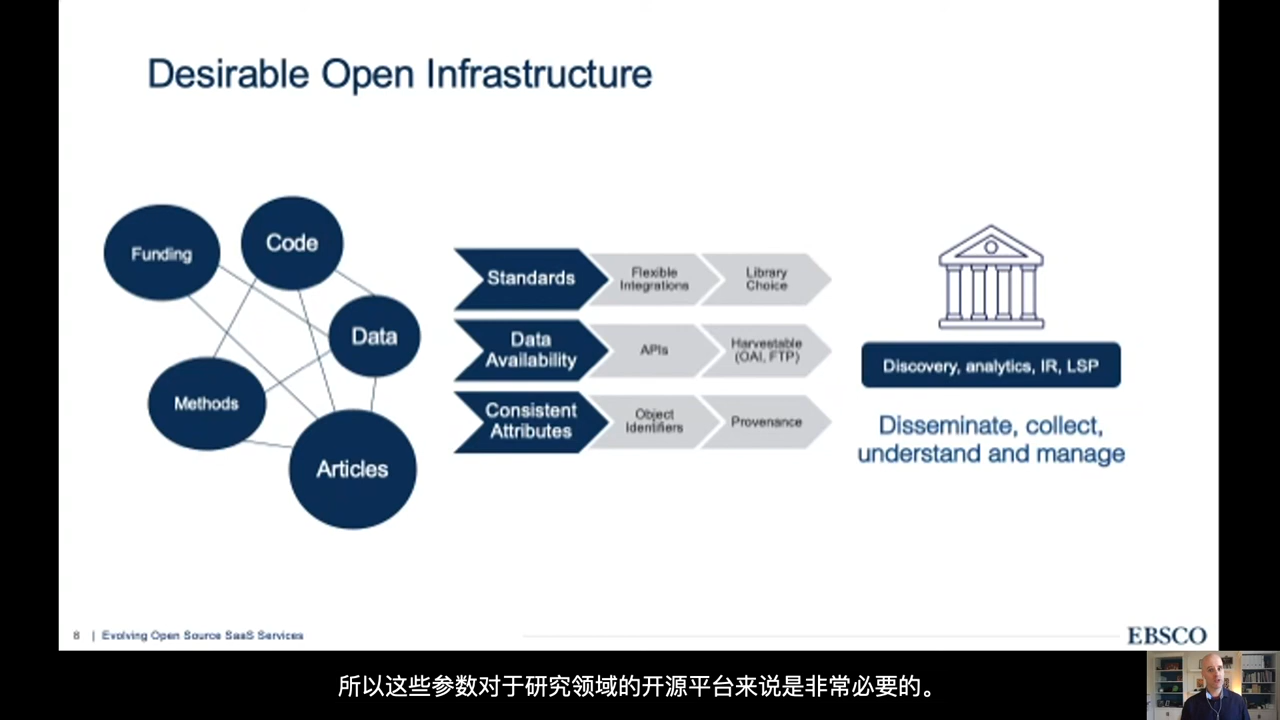 Desirable Open Infrastructure
Funding
Code
Data
Methods
Articles
Standards
Flexible
Integrations
Library
Choice
Data
Availability
APIs
Harvestable
(OAI, FTP)
Consistent
Attributes
Object
Identifiers
Provenance
Discovery, analytics, IR, LSP
Disseminate, collect,
understand and manage
8 | Evolving Open Source SaaS Services
EBSCO
所以这些参数对于研究领域的开源平台来说是非常必要的。